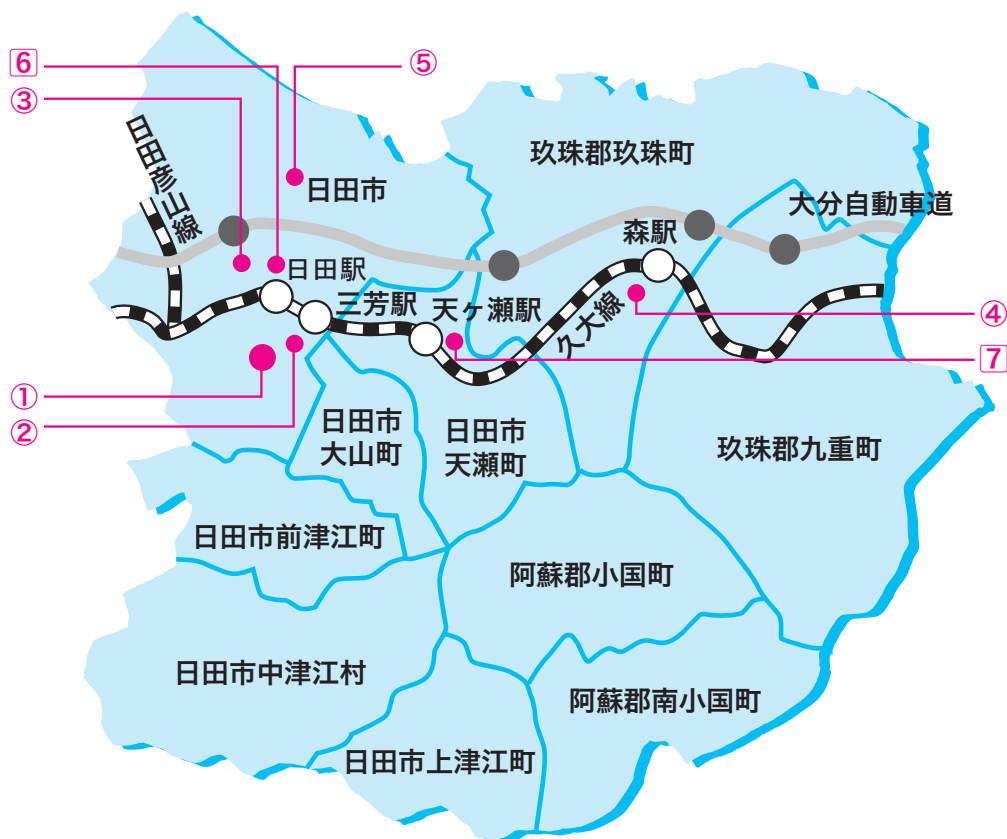 6
⑤
③
日田彦山線
玖珠郡玖珠町
日田市
大分自動車道
森駅
日田駅
三芳駅
天ヶ瀬駅
久大線
④
7
①
②
日田市
大山町
日田市
天瀬町
玖珠郡九重町
日田市前津江町
阿蘇郡小国町
日田市中津江村
阿蘇郡南小国町
日田市上津江町